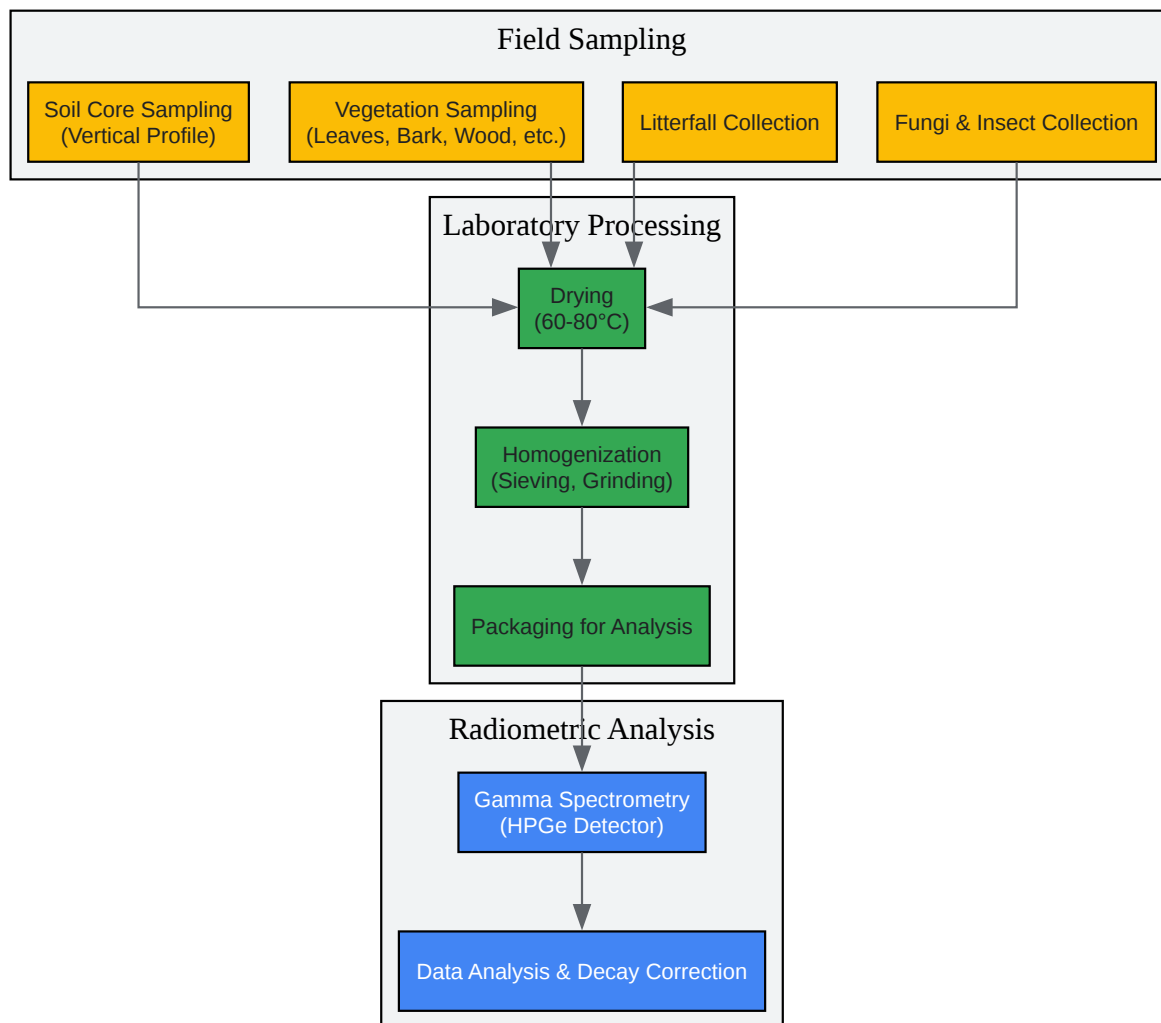 Field Sampling
Soil Core Sampling
(Vertical Profile)
Vegetation Sampling
(Leaves, Bark, Wood, etc.)
Litterfall Collection
Fungi & Insect Collection
Laboratory Processing
Drying
(60-80°C)
Homogenization
(Sieving, Grinding)
Packaging for Analysis
Radiometric Analysis
Gamma Spectrometry
(HPGe Detector)
Data Analysis & Decay Correction